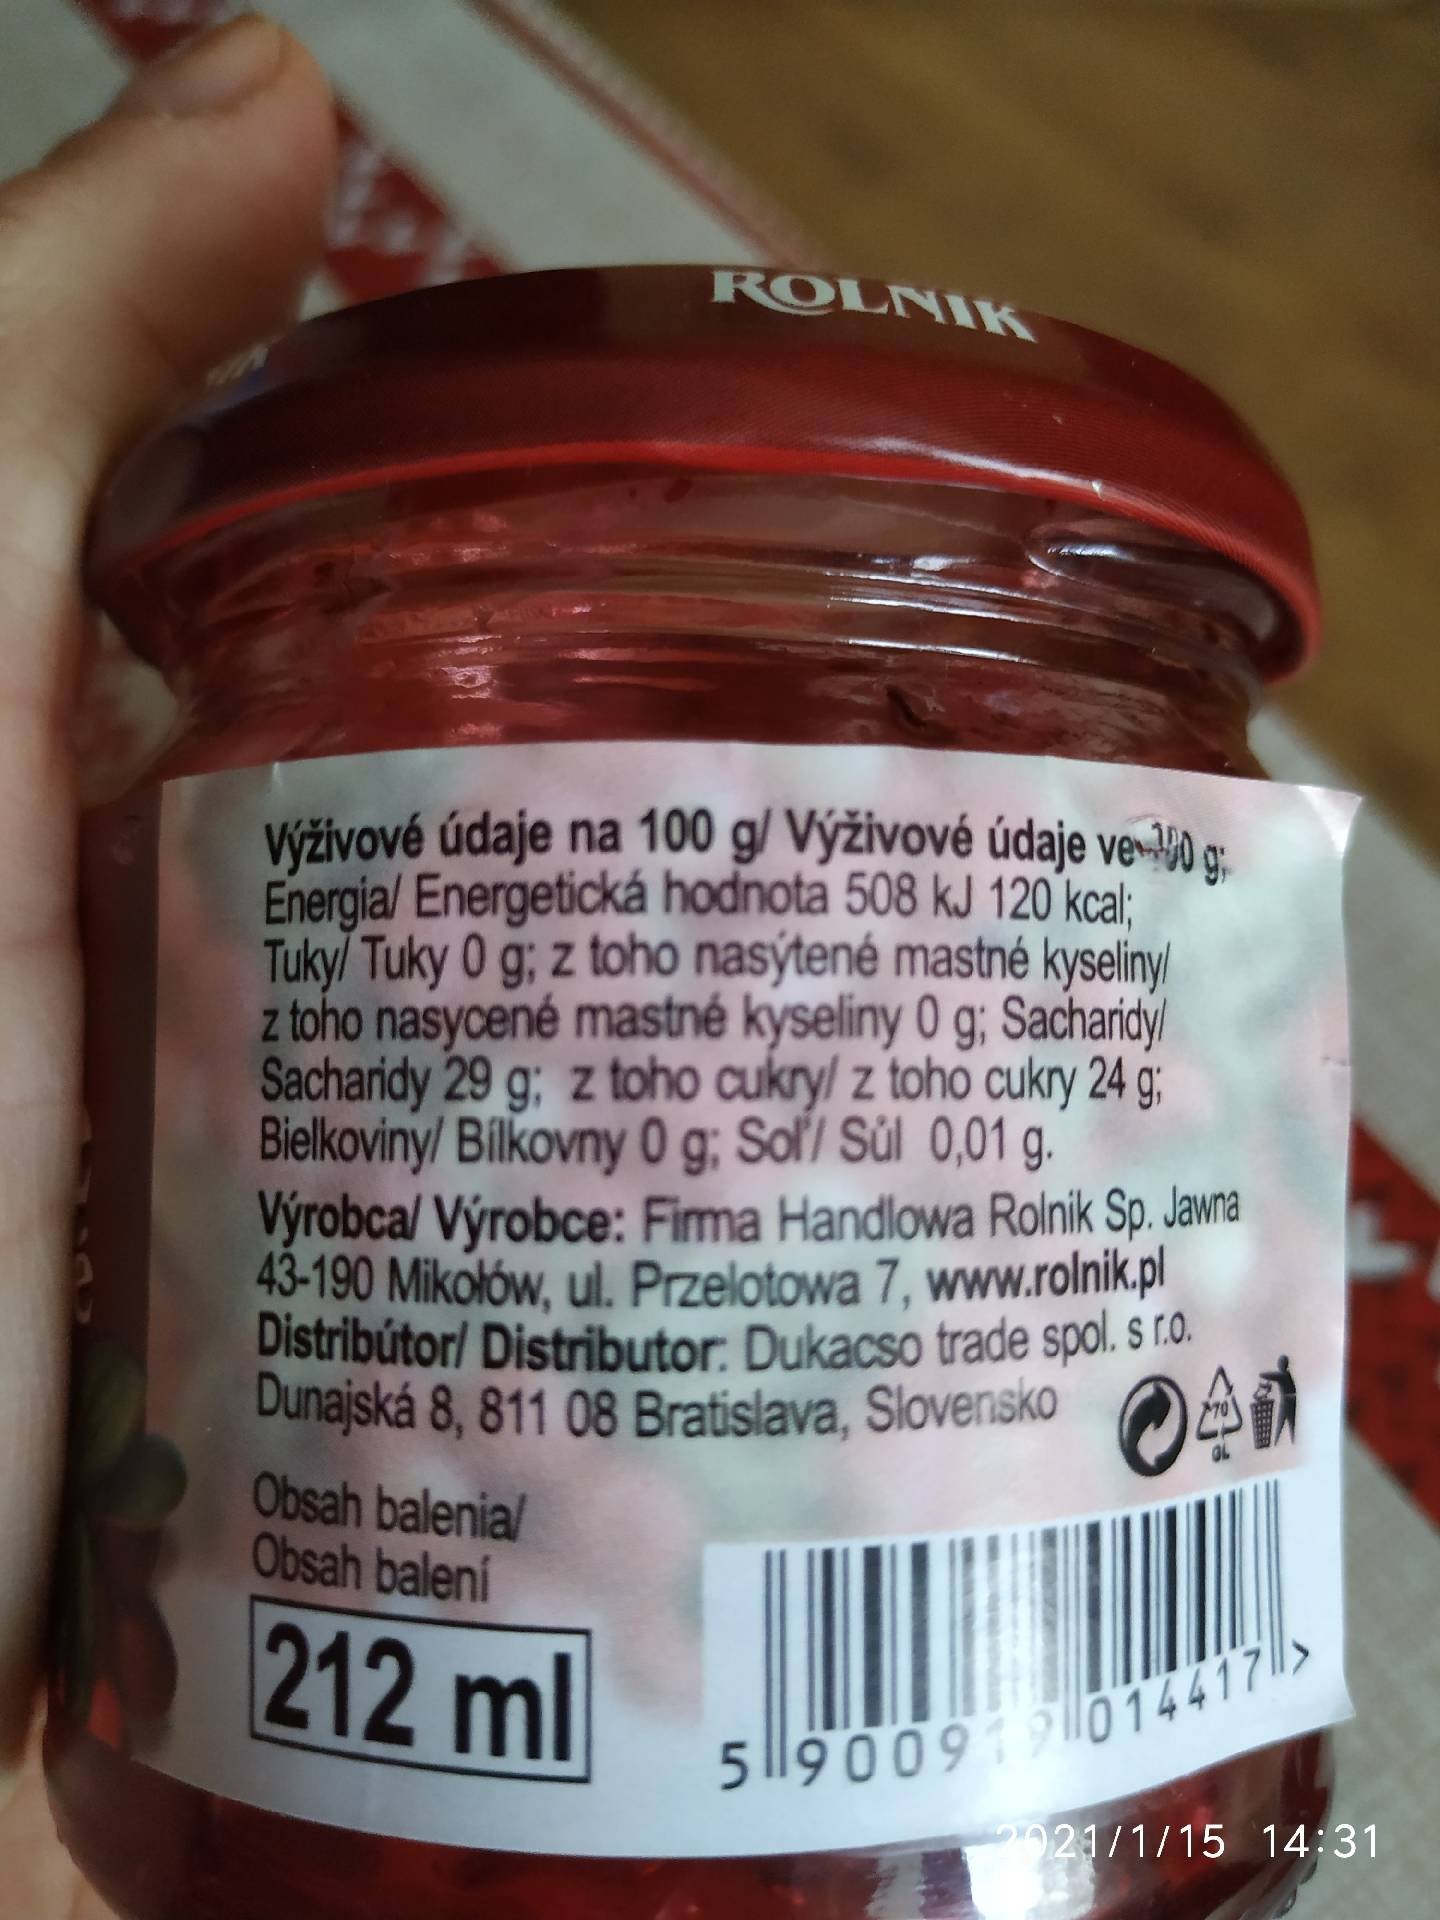 ROLNIK
Výživové údaje na 100 g/ Výživové údaje ve 100 g;
Energia/ Energetická hodnota 508 kJ 120 kcal;
Tuky/ Tuky 0 g; z toho nasýtené mastné kyseliny/
z toho nasycené mastné kyseliny 0 g; Sacharidy/
Sacharidy 29 g; z toho cukry/ z toho cukry 24 g;
Bielkoviny/ Bílkovny 0 g; Soľ/ Sůl 0,01 g.
Výrobca/ Výrobce: Firma Handlowa Rolnik Sp. Jawna
43-190 Mikołów, ul. Przelotowa 7, www.rolnik.pl
Distribútor/ Distributor: Dukacso trade spol. s r.o.
Dunajská 8, 811 08 Bratislava, Slovensko
70
GL
Obsah balenia/
Obsah balení
212 ml
5 900919 014417 >
2021/1/15 14:31